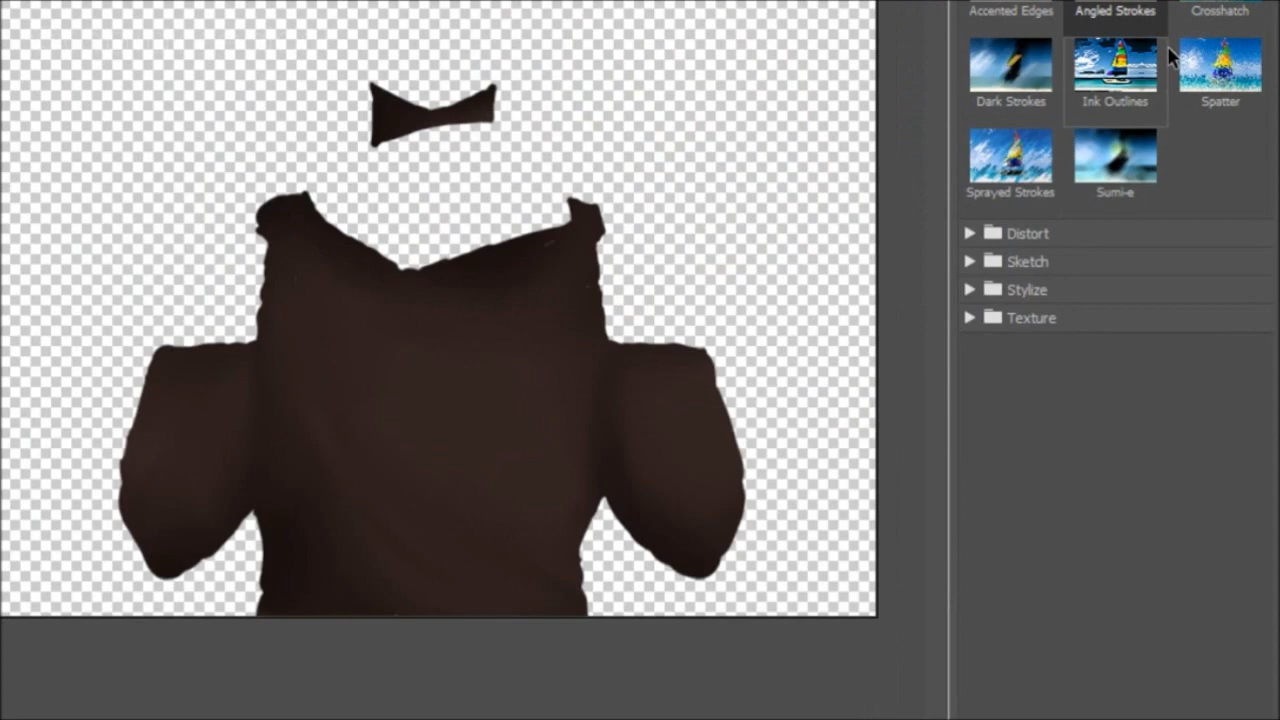 Accented Edges Angled Strokes Crosshatch
Dark Strokes Ink Outlines Spatter
Sprayed Strokes Sumi-e
Distort
Sketch
Stylize
Texture